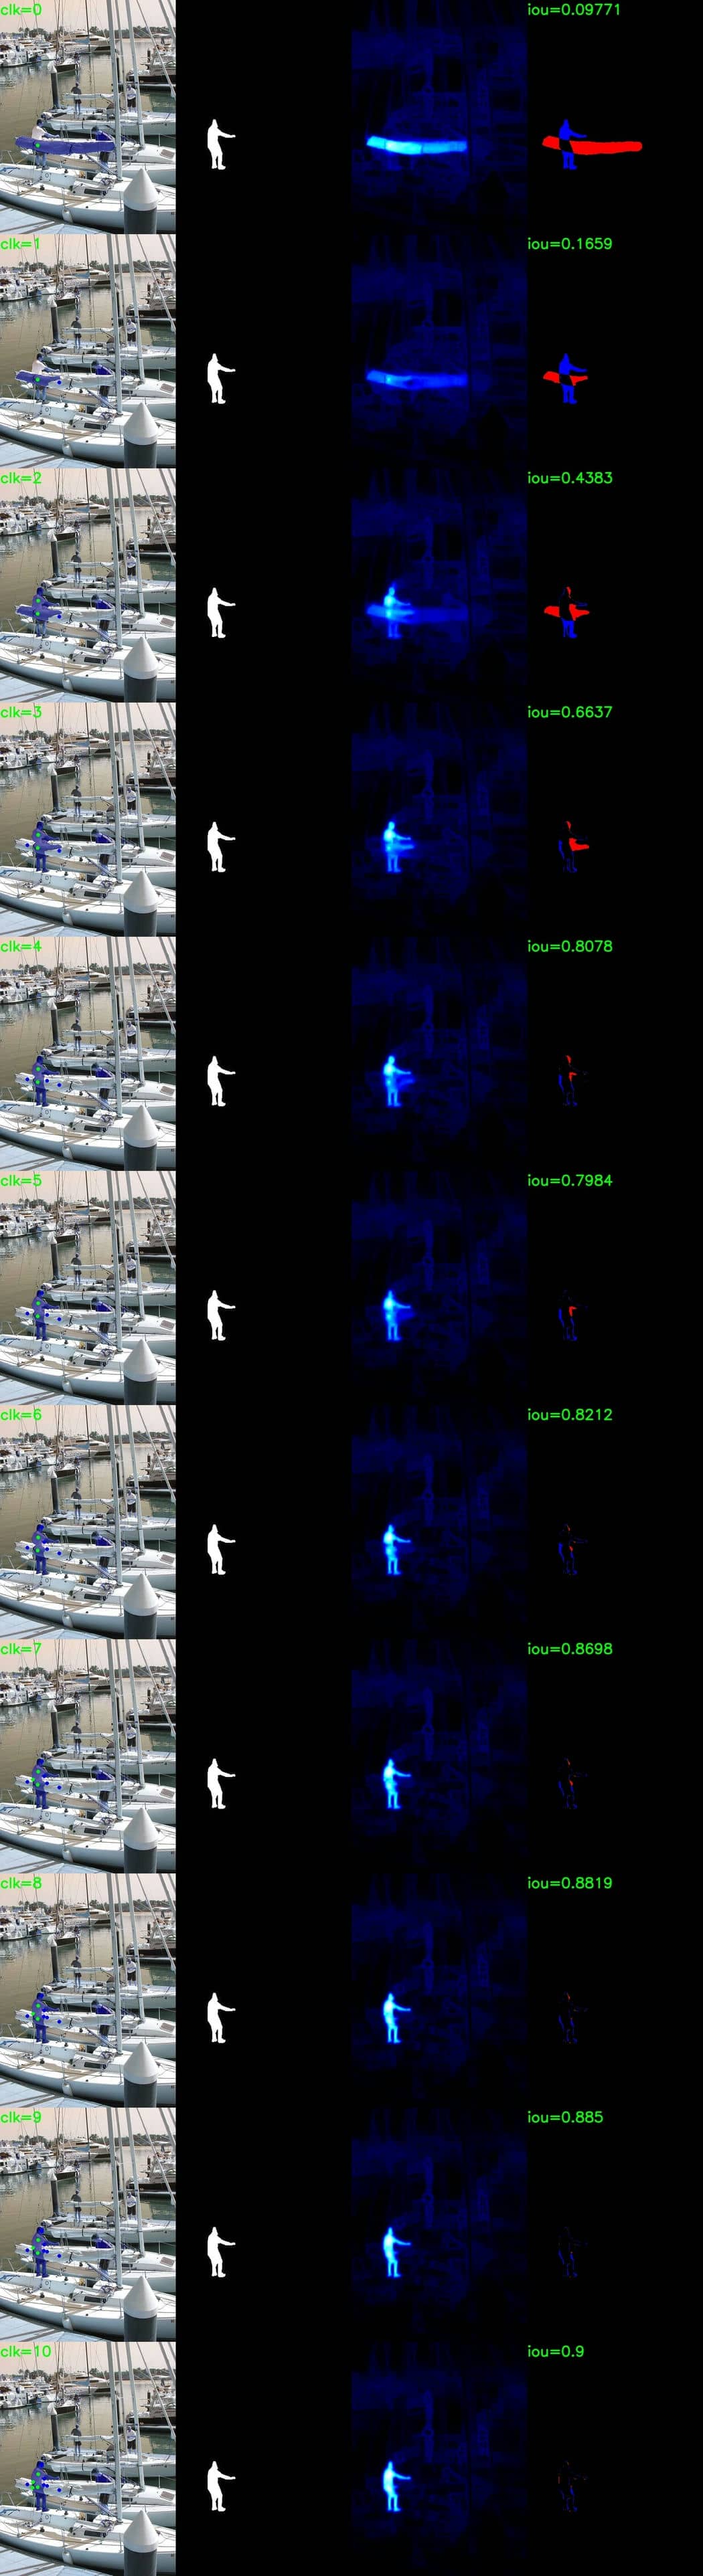 clk=0 iou=0.09771
clk=1 iou=0.1659
clk=2 iou=0.4383
clk=3 iou=0.6637
clk=4 iou=0.8078
clk=5 iou=0.7984
clk=6 iou=0.8212
clk=7 iou=0.8698
clk=8 iou=0.8819
clk=9 iou=0.885
clk=10 iou=0.9